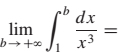 lim_{b→+∞} ∫_1^b dx/x^3 =